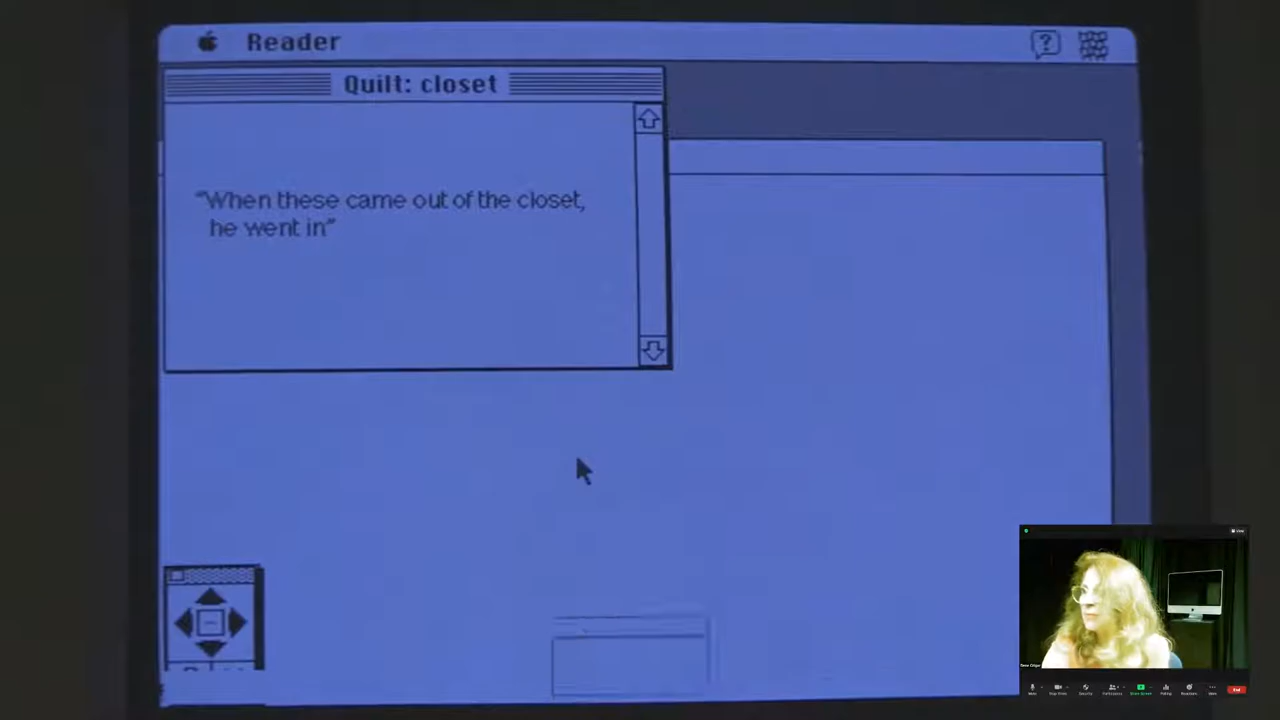 Reader
?
Quilt: closet
“When these came out of the closet,
he went in”